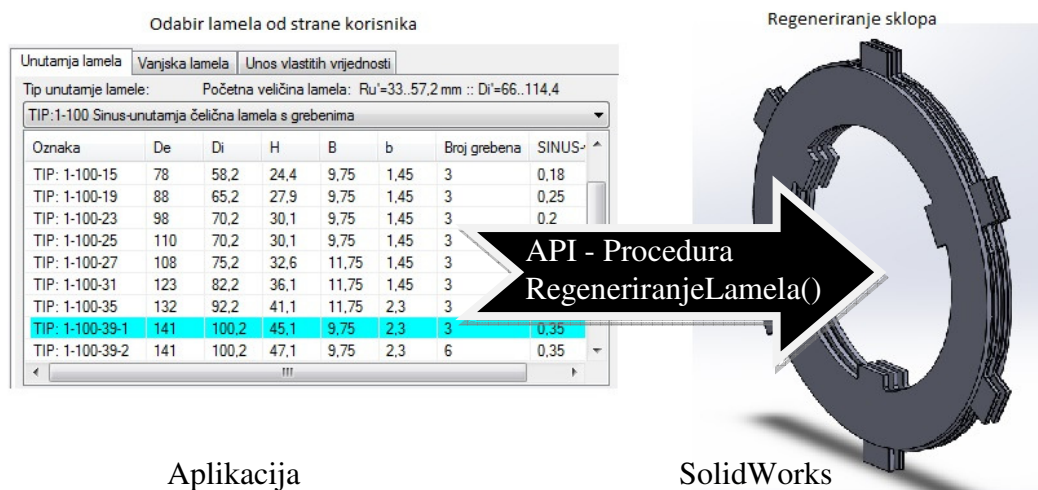 Odabir lamela od strane korisnika
Regeneriranje sklopa
Unutarnja lamela Vanjska lamela Unos vlastitih vrijednosti
Tip unutarnje lamele: Početna veličina lamela: Ru'=33..57,2 mm :: Di'=66..114,4
TIP:1-100 Sinus-unutarnja čelična lamela s grebenima
Oznaka De Di H B b Broj grebena SINUS-
TIP: 1-100-15 78 58,2 24,4 9,75 1,45 3 0,18
TIP: 1-100-19 88 65,2 27,9 9,75 1,45 3 0,25
TIP: 1-100-23 98 70,2 30,1 9,75 1,45 3 0.2
TIP: 1-100-25 110 70,2 30,1 9,75 1,45 3
TIP: 1-100-27 108 75,2 32,6 11,75 1,45 3
TIP: 1-100-31 123 82,2 36,1 11,75 1,45 3
TIP: 1-100-35 132 92,2 41,1 11,75 2,3 3
TIP: 1-100-39-1 141 100,2 45,1 9,75 2,3 3 0,35
TIP: 1-100-39-2 141 100,2 47,1 9,75 2,3 6 0,35
API - Procedura
RegeneriranjeLamela()
Aplikacija
SolidWorks